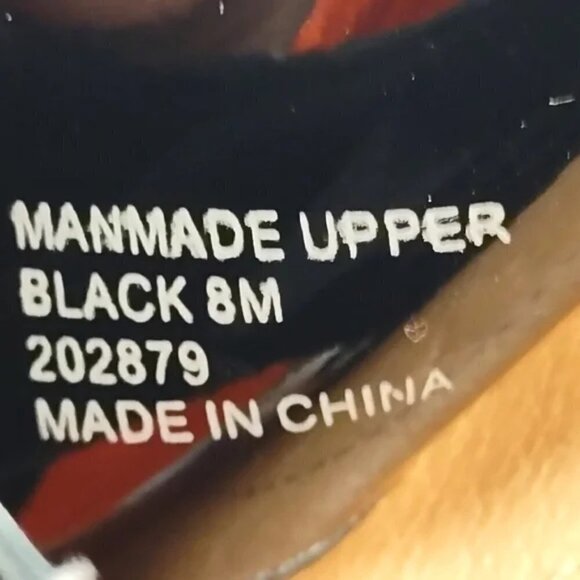 MANMADE UPPER
BLACK 8M
202879
MADE IN CHINA